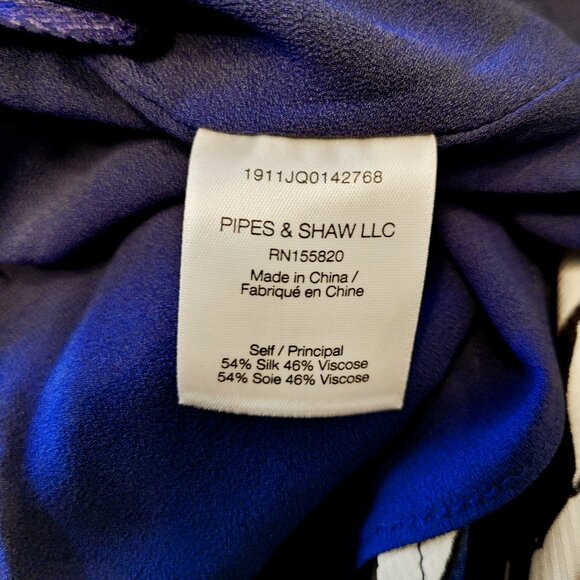 1911JQ0142768
PIPES & SHAW LLC
RN155820
Made in China /
Fabriqué en Chine
Self / Principal
54% Silk 46% Viscose
54% Soie 46% Viscose